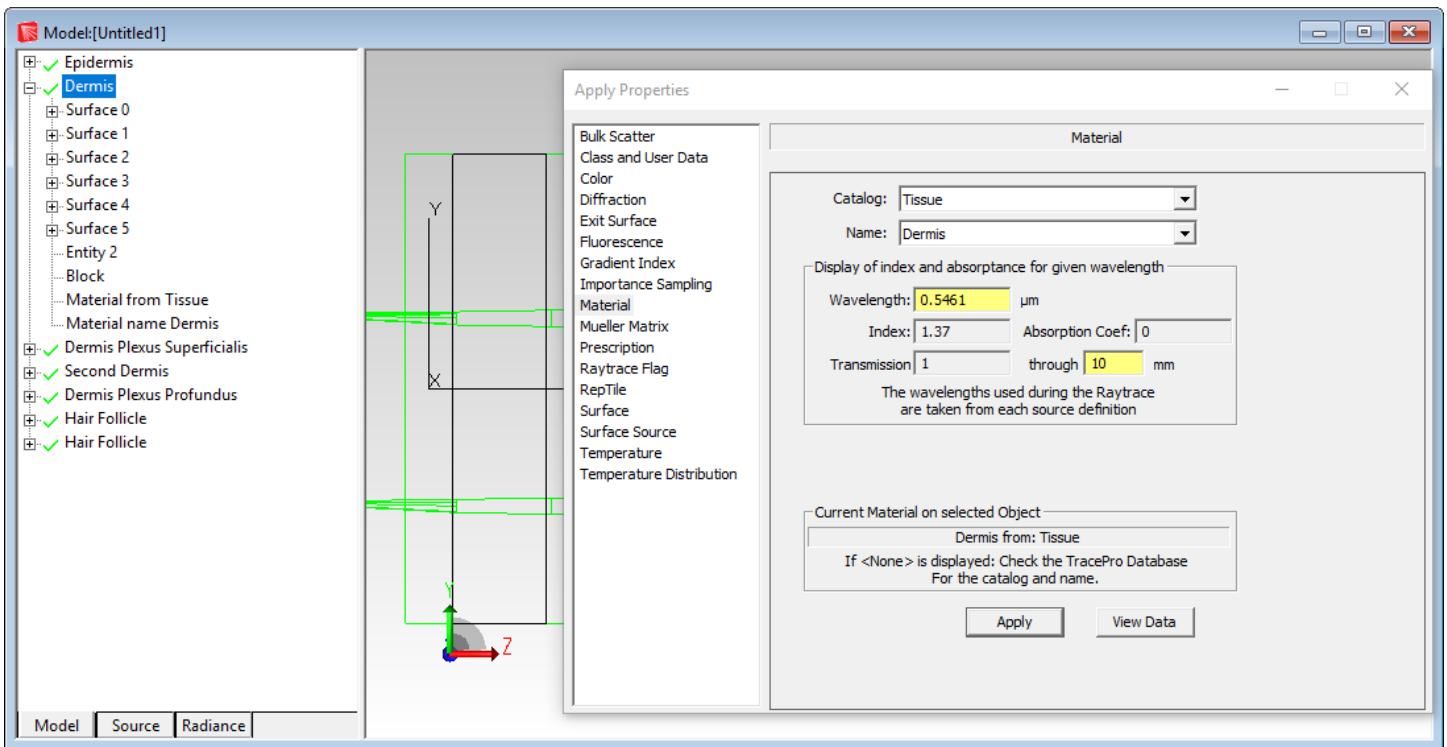 Model:[Untitled1]
Epidermis
Dermis
Surface 0
Surface 1
Surface 2
Surface 3
Surface 4
Surface 5
Entity 2
Block
Material from Tissue
Material name Dermis
Dermis Plexus Superficialis
Second Dermis
Dermis Plexus Profundus
Hair Follicle
Hair Follicle
Model Source Radiance
Y
X
Y
Z
Apply Properties
Bulk Scatter
Class and User Data
Color
Diffraction
Exit Surface
Fluorescence
Gradient Index
Importance Sampling
Material
Mueller Matrix
Prescription
Raytrace Flag
RepTile
Surface
Surface Source
Temperature
Temperature Distribution
Material
Catalog: Tissue
Name: Dermis
Display of index and absorptance for given wavelength
Wavelength: 0.5461 µm
Index: 1.37 Absorption Coef: 0
Transmission 1 through 10 mm
The wavelengths used during the Raytrace
are taken from each source definition
Current Material on selected Object
Dermis from: Tissue
If <None> is displayed: Check the TracePro Database
For the catalog and name.
Apply View Data